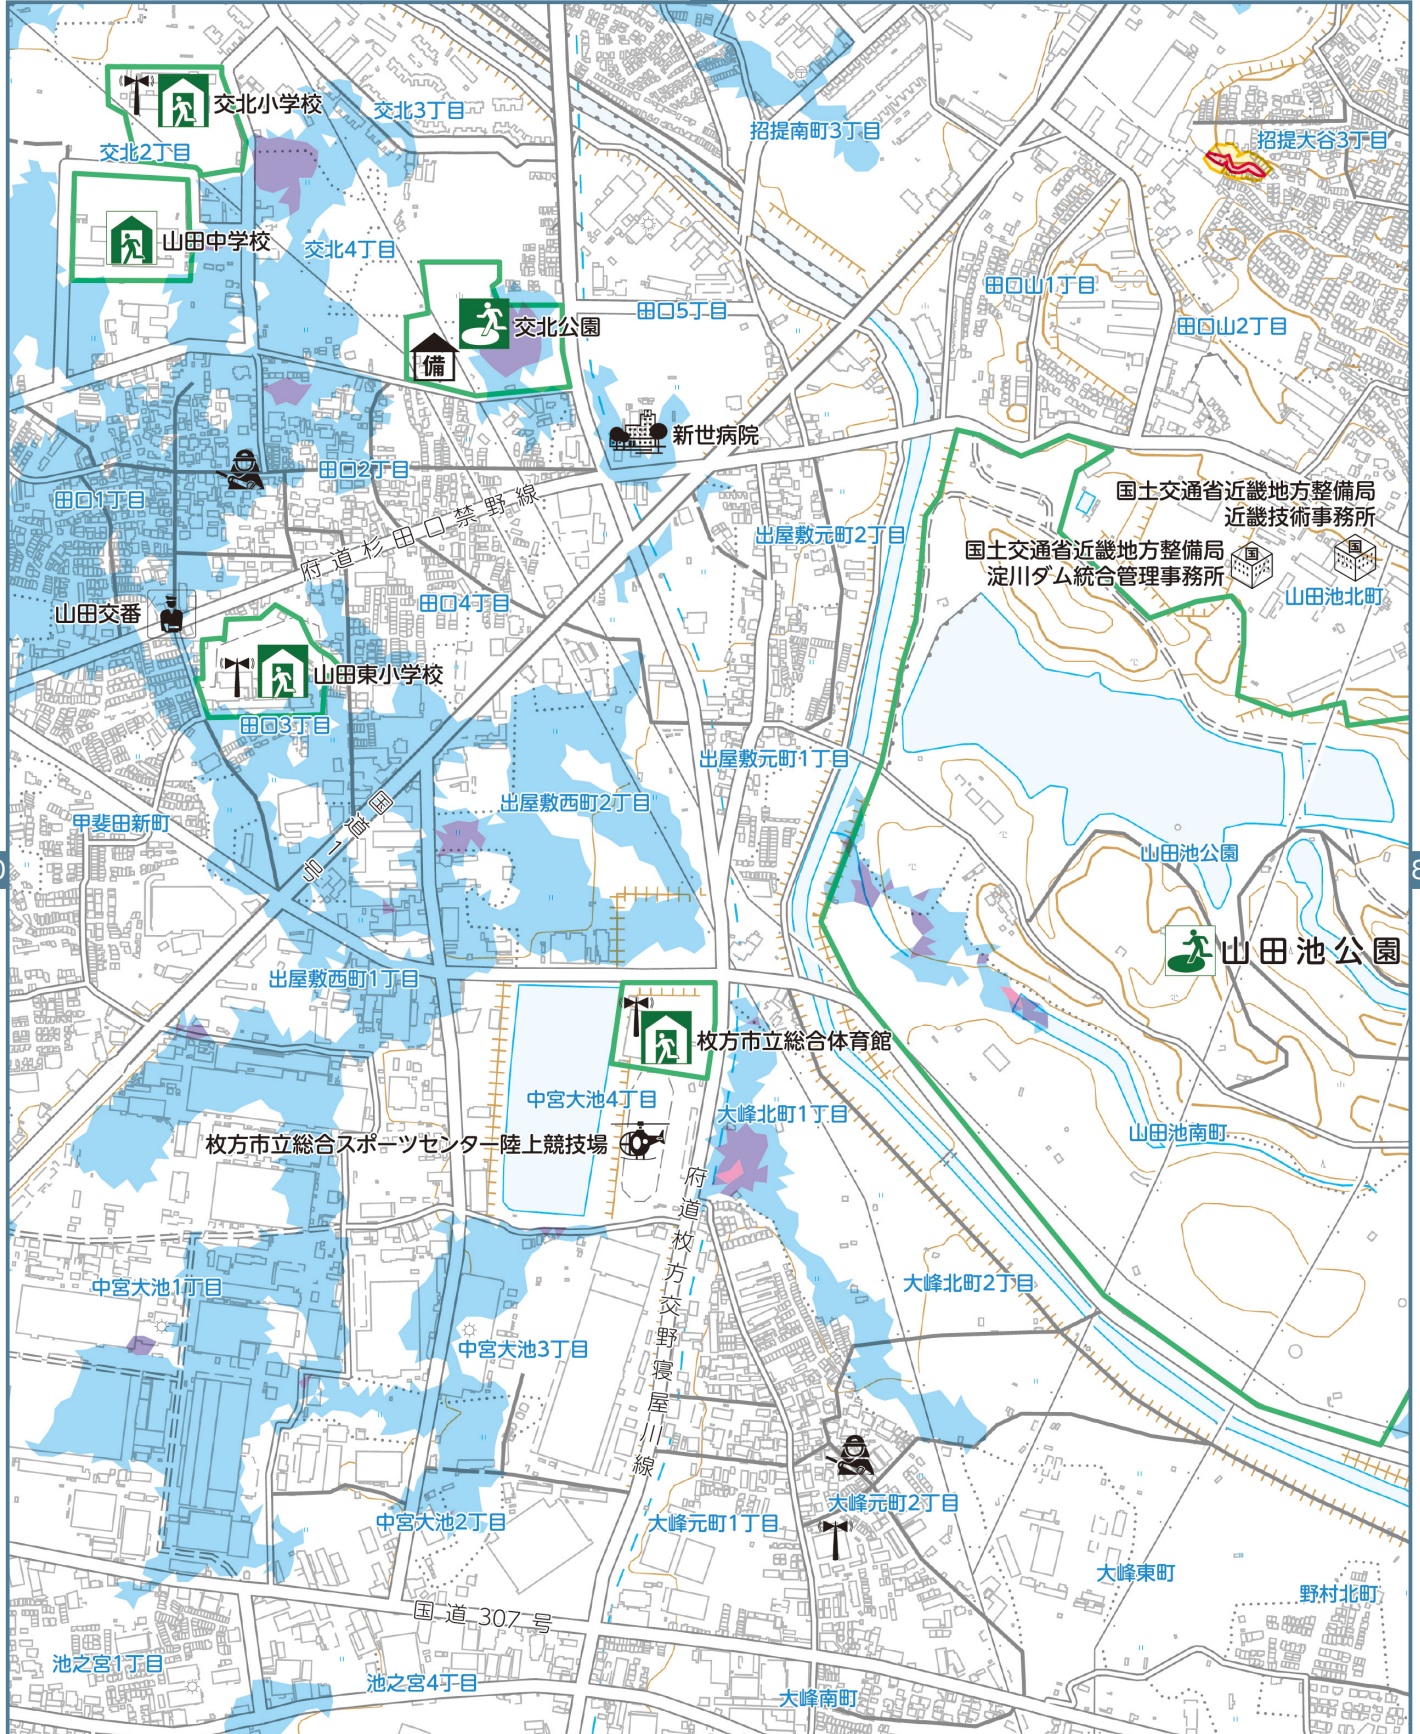 交北小学校
交北3丁目
招提南町3丁目
招提大谷3丁目
交北2丁目
山田中学校
交北4丁目
田口山1丁目
田口5丁目
交北公園
田口山2丁目
備
新世病院
田口2丁目
田口1丁目
府道杉田口禁野線
国土交通省近畿地方整備局
近畿技術事務所
出屋敷元町2丁目
国土交通省近畿地方整備局
淀川ダム統合管理事務所
国
国
山田池北町
田口4丁目
山田交番
山田東小学校
田口3丁目
出屋敷元町1丁目
出屋敷西町2丁目
国道1号
甲斐田新町
山田池公園
8
山田池公園
出屋敷西町1丁目
枚方市立総合体育館
中宮大池4丁目
大峰北町1丁目
山田池南町
枚方市立総合スポーツセンター陸上競技場
府道枚方交野寝屋川線
中宮大池1丁目
大峰北町2丁目
中宮大池3丁目
大峰元町2丁目
中宮大池2丁目
大峰元町1丁目
大峰東町
野村北町
国道307号
池之宮1丁目
池之宮4丁目
大峰南町